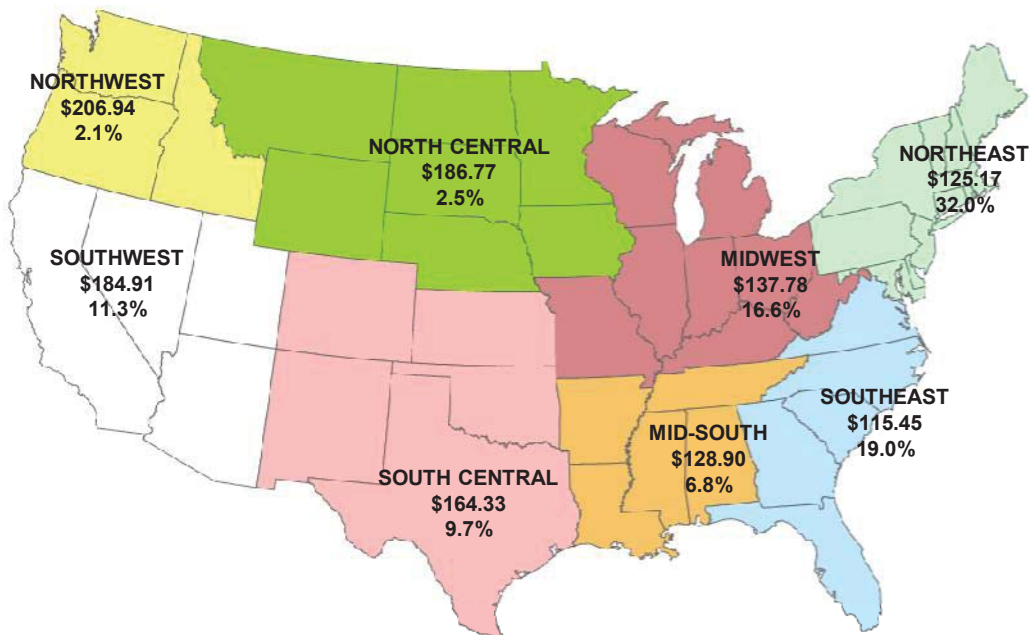 NORTHWEST
$206.94
2.1%
NORTH CENTRAL
$186.77
2.5%
NORTHEAST
$125.17
32.0%
SOUTHWEST
$184.91
11.3%
MIDWEST
$137.78
16.6%
SOUTHEAST
$115.45
19.0%
MID-SOUTH
$128.90
6.8%
SOUTH CENTRAL
$164.33
9.7%